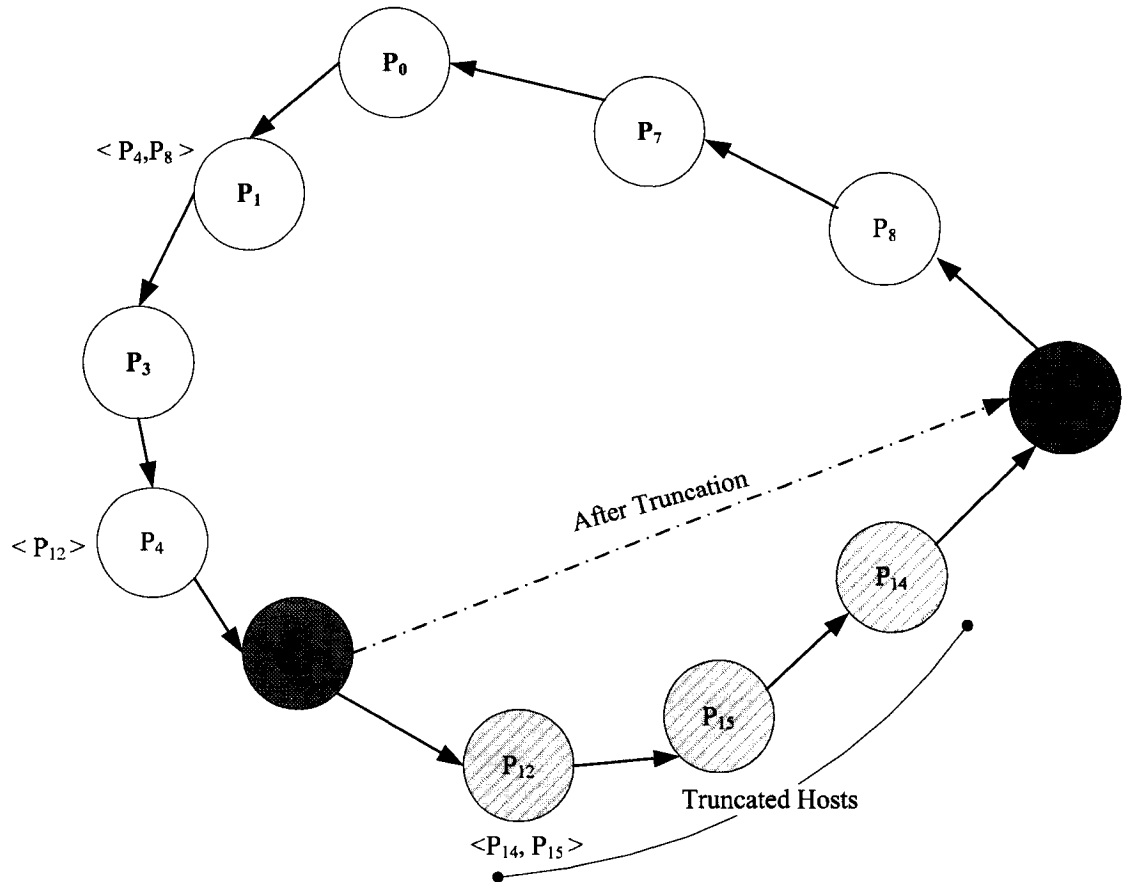 P₀
P₇
< P₄,P₈ >
P₁
P₈
P₃
After Truncation
< P₁₂ >
P₄
P₁₄
P₁₅
P₁₂
Truncated Hosts
<P₁₄, P₁₅ >